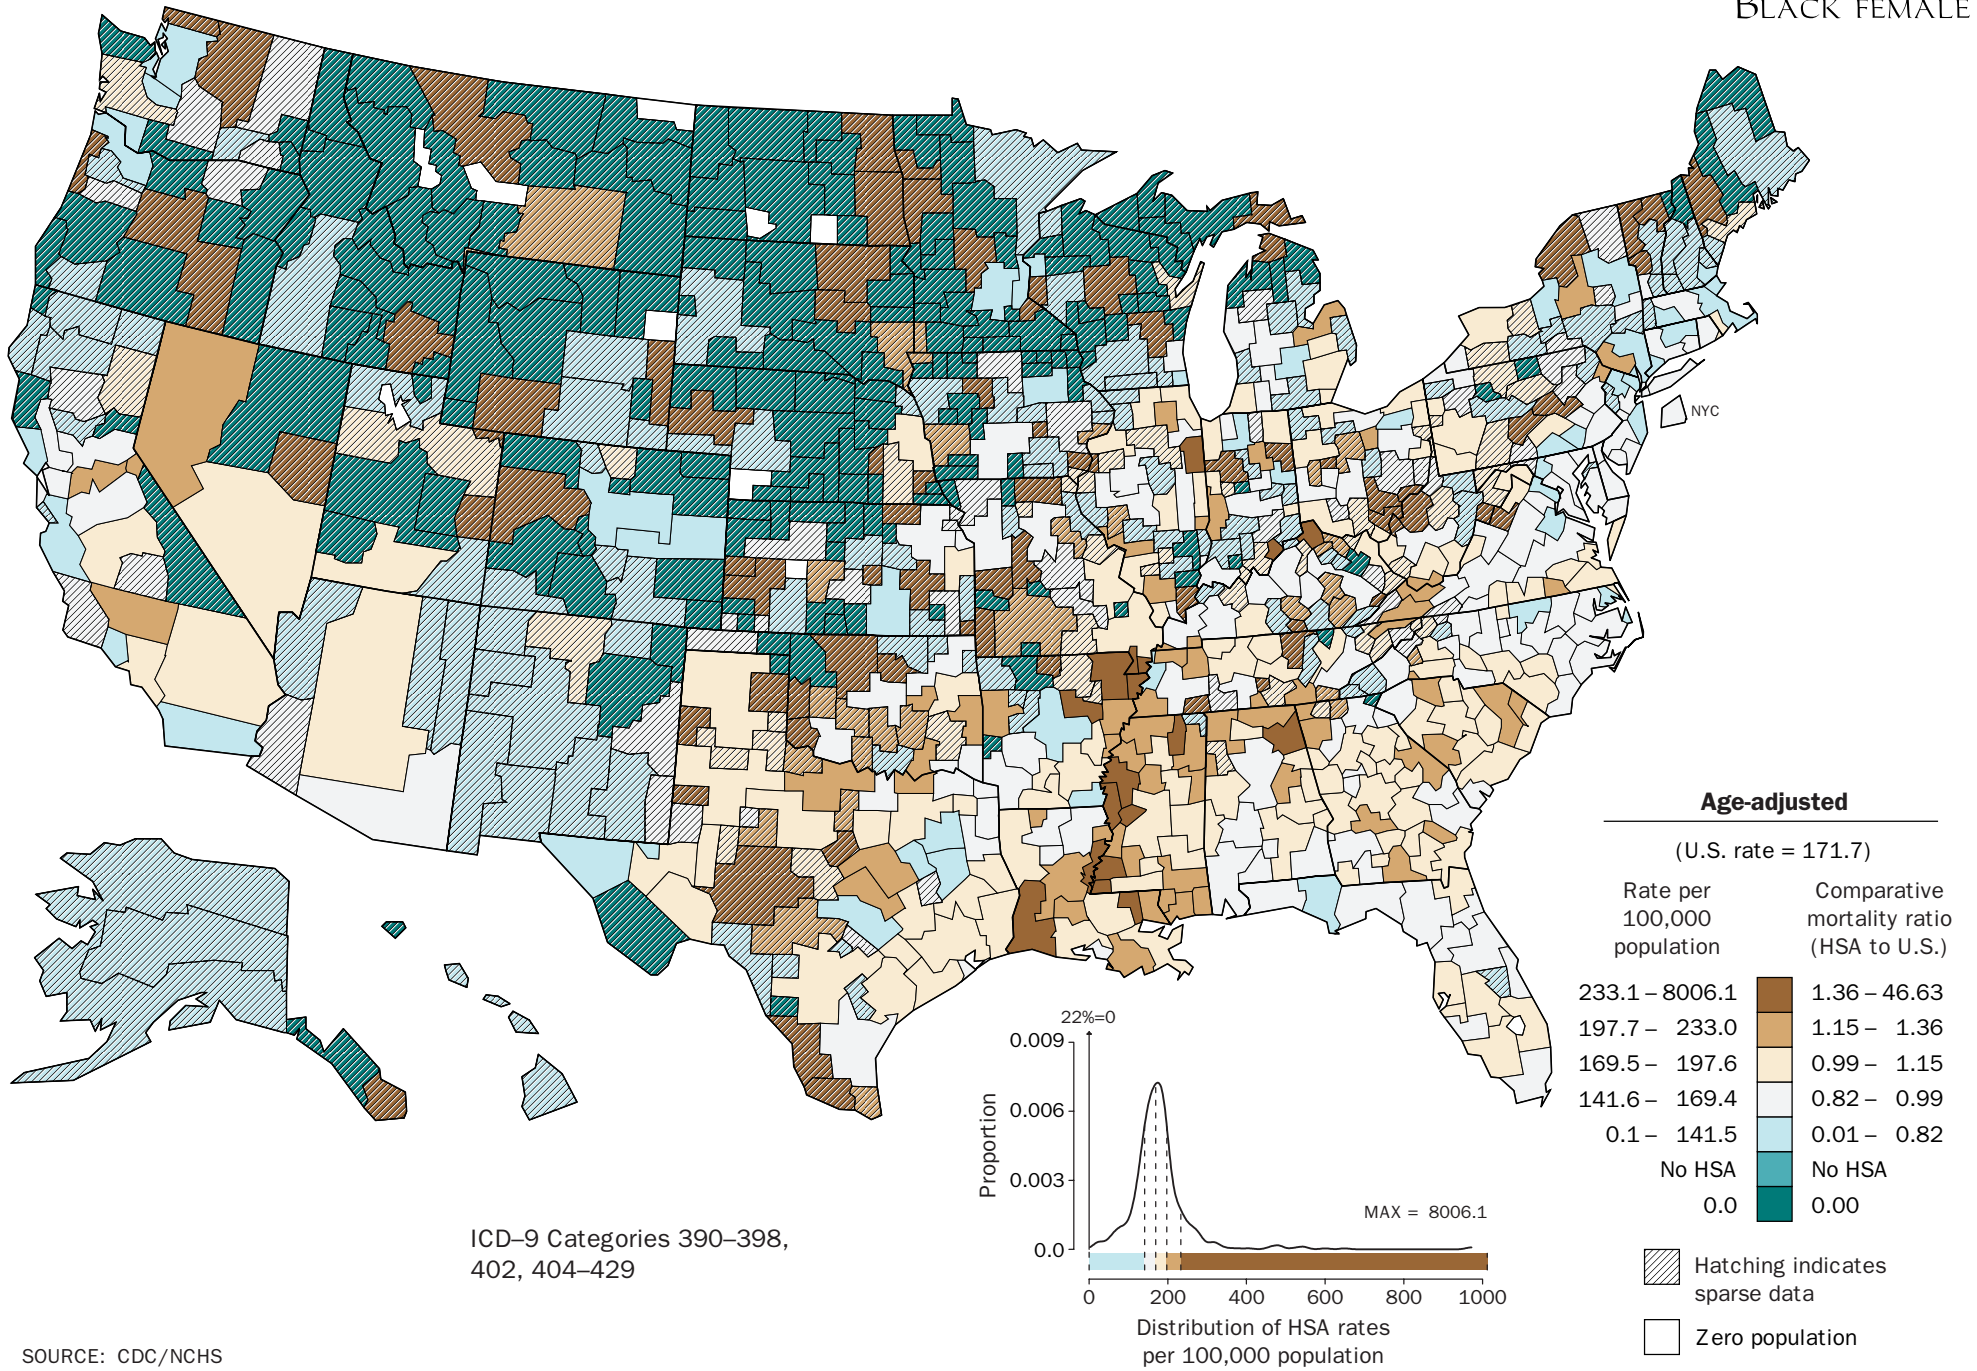 BLACK FEMALE
NYC
Age-adjusted
(U.S. rate = 171.7)
Rate per
100,000
population
Comparative
mortality ratio
(HSA to U.S.)
233.1 – 8006.1 1.36 – 46.63
197.7 – 233.0 1.15 – 1.36
169.5 – 197.6 0.99 – 1.15
141.6 – 169.4 0.82 – 0.99
0.1 – 141.5 0.01 – 0.82
No HSA No HSA
0.0 0.00
Hatching indicates
sparse data
Zero population
22%=0
0.009
0.006
0.003
0.0
Proportion
MAX = 8006.1
0 200 400 600 800 1000
Distribution of HSA rates
per 100,000 population
ICD–9 Categories 390–398,
402, 404–429
SOURCE: CDC/NCHS